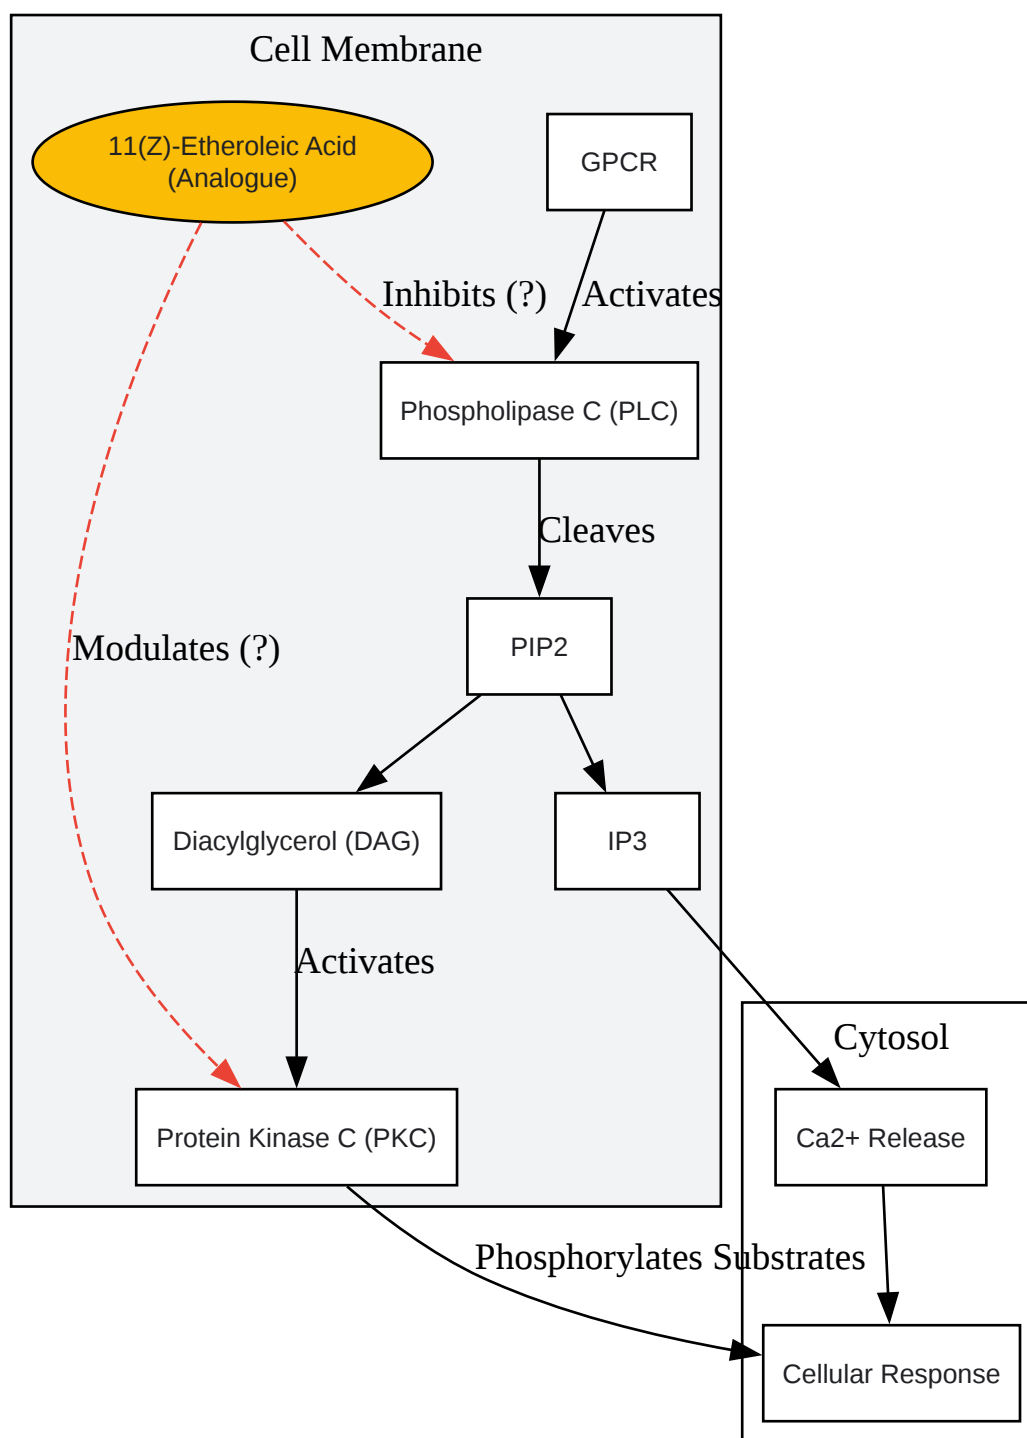 Cell Membrane
11(Z)-Etheroleic Acid
(Analogue)
GPCR
Inhibits (?)
Activates
Phospholipase C (PLC)
Cleaves
PIP2
Modulates (?)
Diacylglycerol (DAG)
IP3
Activates
Cytosol
Protein Kinase C (PKC)
Ca2+ Release
Phosphorylates Substrates
Cellular Response